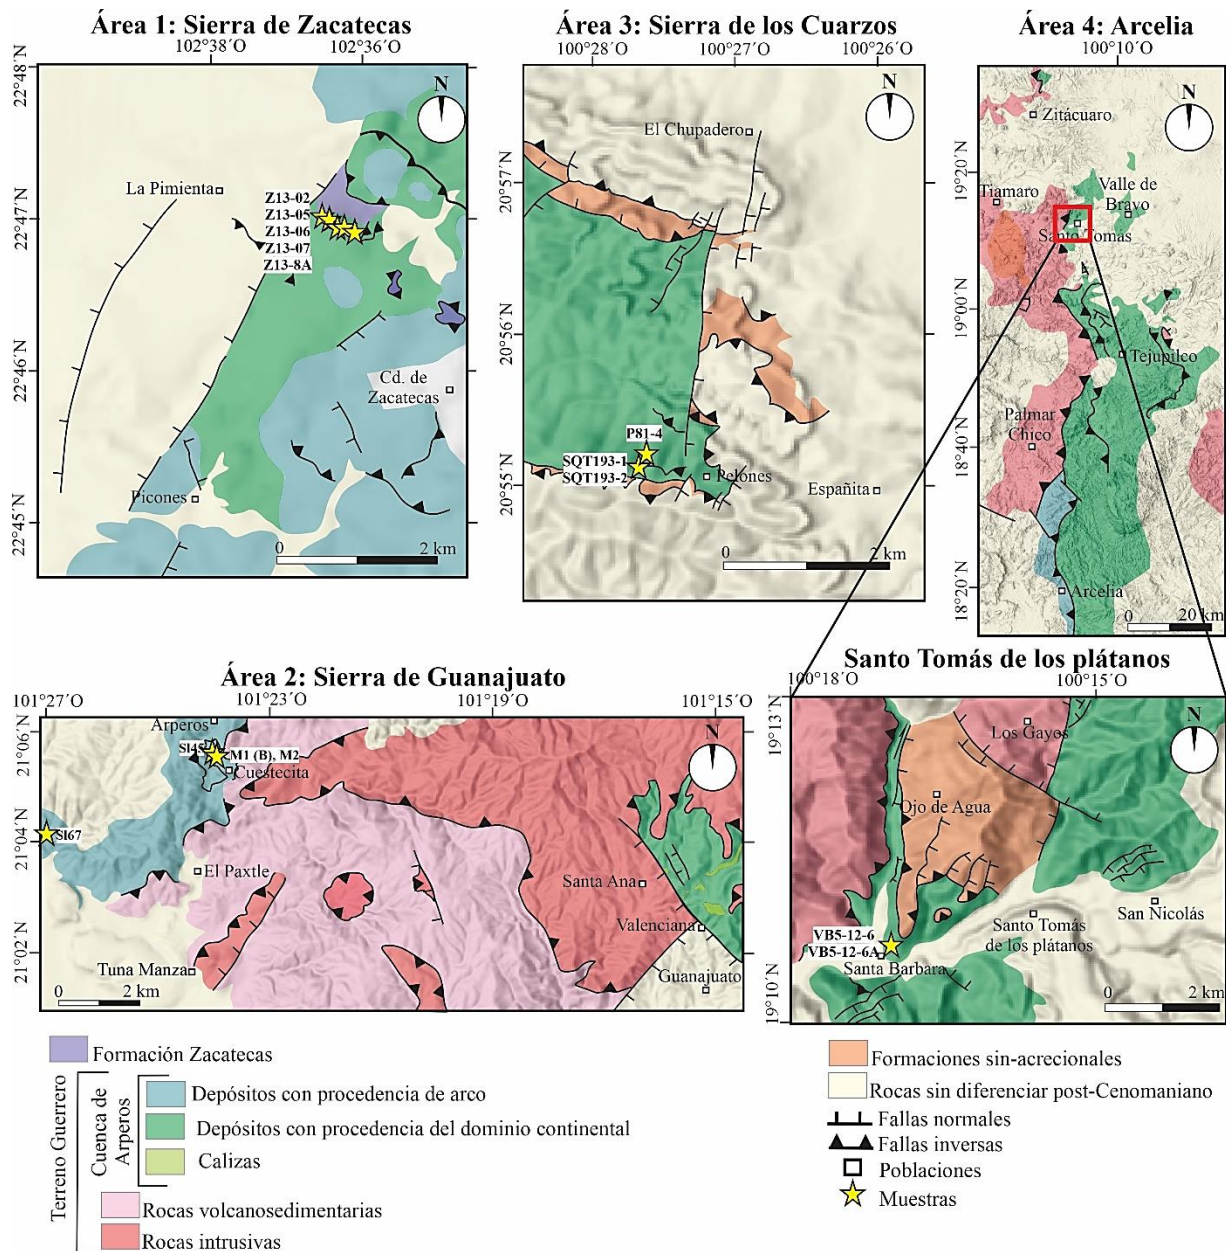 Área 1: Sierra de Zacatecas
102°38´O
102°36´O
22°48´N
22°47´N
22°46´N
22°45´N
N
La Pimienta
Z13-02
Z13-05
Z13-06
Z13-07
Z13-8A
Cd. de
Zacatecas
Picones
0
2 km
Área 3: Sierra de los Cuarzos
100°28´O
100°27´O
100°26´O
20°57´N
20°56´N
20°55´N
N
El Chupadero
P81-4
SQT193-1
SQT193-2
Pelones
Españita
0
2 km
Área 4: Arcelia
100°10´O
19°20´N
19°00´N
18°40´N
18°20´N
N
Zitácuaro
Tiamaro
Valle de
Bravo
Santo Tomas
Tejupilco
Palmar
Chico
Arcelia
0
20 km
Área 2: Sierra de Guanajuato
101°27´O
101°23´O
101°19´O
101°15´O
21°06´N
21°04´N
21°02´N
N
Arperos
Sl45
M1 (B), M2
Cuestecita
Sl67
El Paxtle
Santa Ana
Valenciana
Tuna Manza
Guanajuato
0
2 km
Santo Tomás de los plátanos
100°18´O
100°15´O
19°13´N
19°10´N
N
Los Gayos
Ojo de Agua
VB5-12-6
VB5-12-6A
Santa Barbara
Santo Tomás
de los plátanos
San Nicolás
0
2 km
Formación Zacatecas
Terreno Guerrero
Cuenca de
Arperos
Depósitos con procedencia de arco
Depósitos con procedencia del dominio continental
Calizas
Rocas volcanosedimentarias
Rocas intrusivas
Formaciones sin-acrecionales
Rocas sin diferenciar post-Cenomaniano
Fallas normales
Fallas inversas
Poblaciones
Muestras